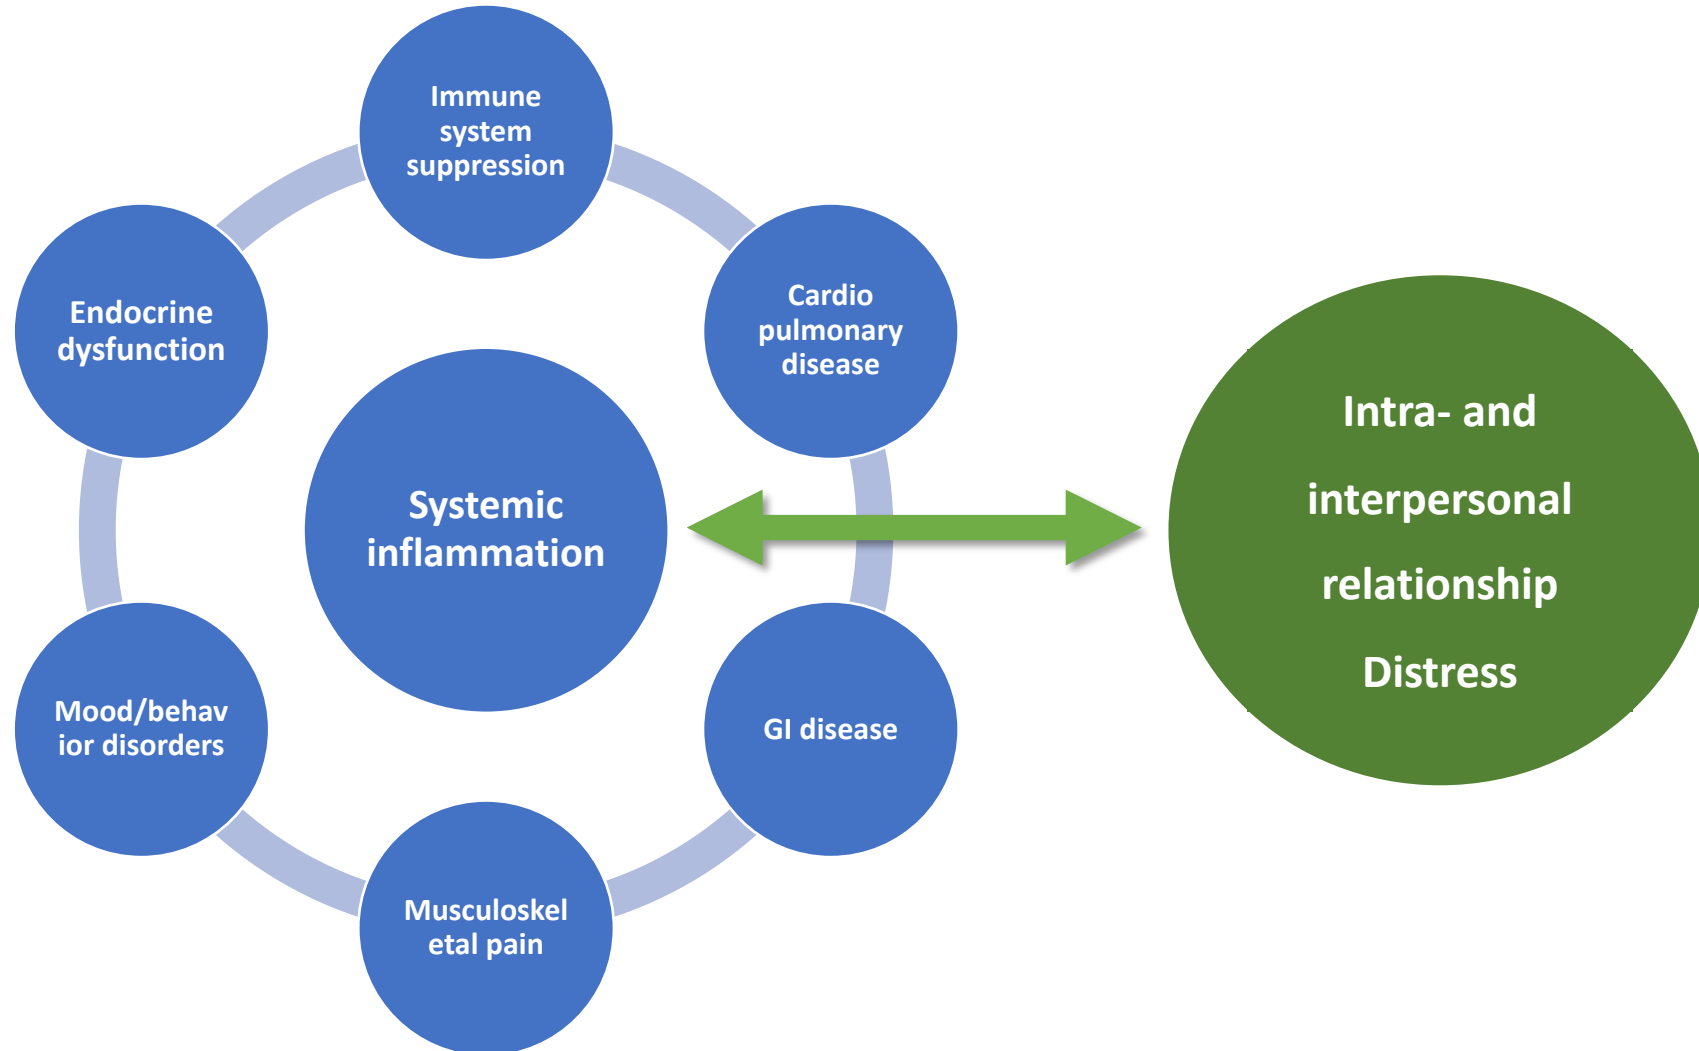 Immune
system
suppression
Cardio
pulmonary
disease
GI disease
Musculoskel
etal pain
Mood/behav
ior disorders
Endocrine
dysfunction
Systemic
inflammation
Intra- and
interpersonal
relationship
Distress